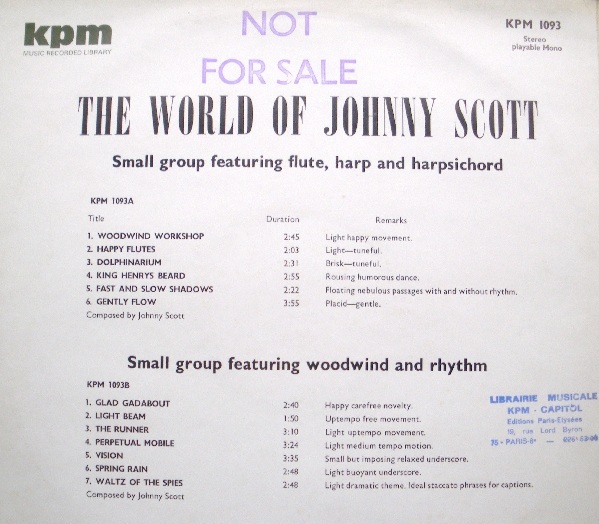 kpm
MUSIC RECORDED LIBRARY
NOT
FOR SALE
KPM 1093
Stereo
playable Mono
THE WORLD OF JOHNNY SCOTT
Small group featuring flute, harp and harpsichord
KPM 1093A
Title Duration Remarks
1. WOODWIND WORKSHOP 2:45 Light happy movement.
2. HAPPY FLUTES 2:03 Light—tuneful.
3. DOLPHINARIUM 2:31 Brisk—tuneful.
4. KING HENRYS BEARD 2:55 Rousing humorous dance.
5. FAST AND SLOW SHADOWS 2:22 Floating nebulous passages with and without rhythm.
6. GENTLY FLOW 3:55 Placid—gentle.
Composed by Johnny Scott
Small group featuring woodwind and rhythm
KPM 1093B
1. GLAD GADABOUT 2:40 Happy carefree novelty.
2. LIGHT BEAM 1:50 Uptempo free movement.
3. THE RUNNER 3:10 Light uptempo movement.
4. PERPETUAL MOBILE 3:24 Light medium tempo motion.
5. VISION 3:35 Small but imposing relaxed underscore.
6. SPRING RAIN 2:48 Light buoyant underscore.
7. WALTZ OF THE SPIES 2:48 Light dramatic theme. Ideal staccato phrases for captions.
Composed by Johnny Scott
LIBRAIRIE MUSICALE
KPM - CAPITOL
Editions Paris-Elysées
rue Lord Byron
75 - PARIS-8e